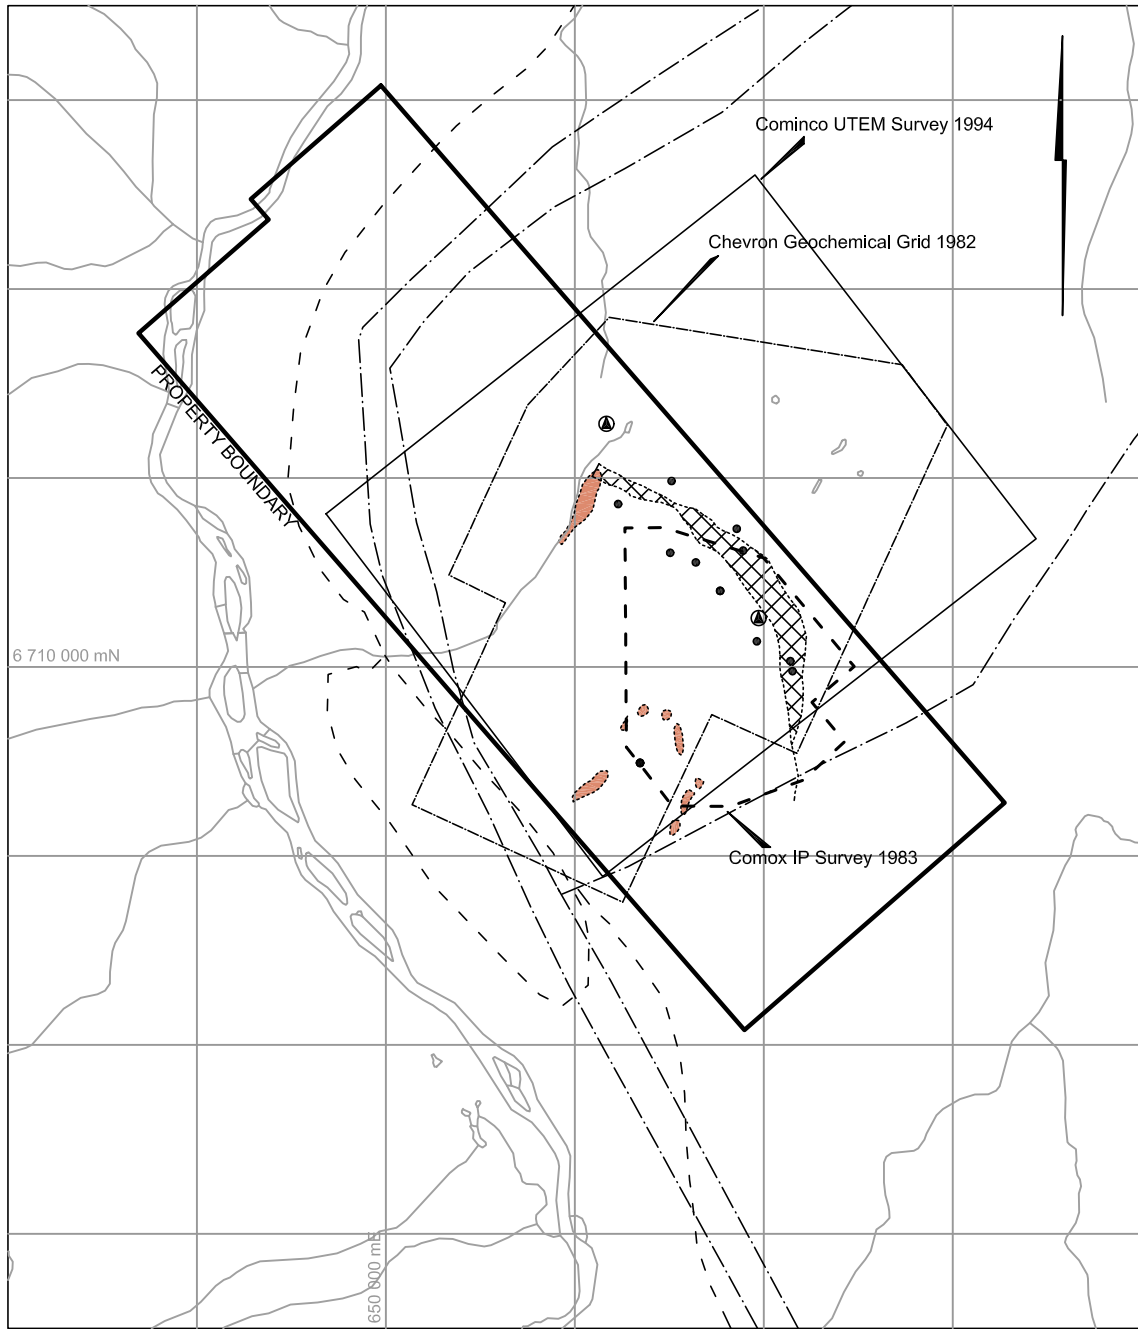 Cominco UTEM Survey 1994
Chevron Geochemical Grid 1982
PROPERTY BOUNDARY
6 710 000 mN
Comox IP Survey 1983
650 000 mE